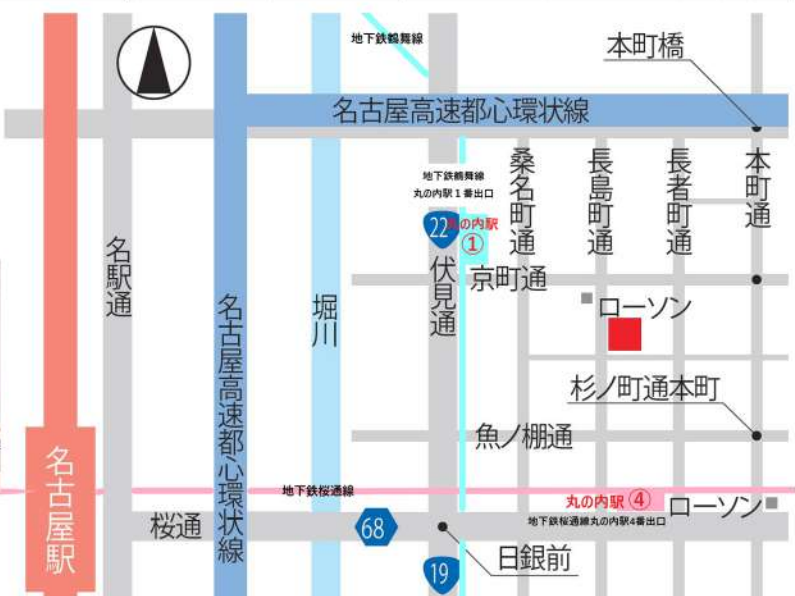 地下鉄鶴舞線
本町橋
名古屋高速都心環状線
地下鉄鶴舞線
丸の内駅1番出口
桑名町通
長島町通
長者町通
本町通
22
丸の内駅
①
名駅通
伏見通
京町通
名古屋高速都心環状線
堀川
ローソン
杉ノ町通本町
魚ノ棚通
名古屋駅
地下鉄桜通線
丸の内駅④
ローソン
地下鉄桜通線丸の内駅4番出口
桜通
68
日銀前
19